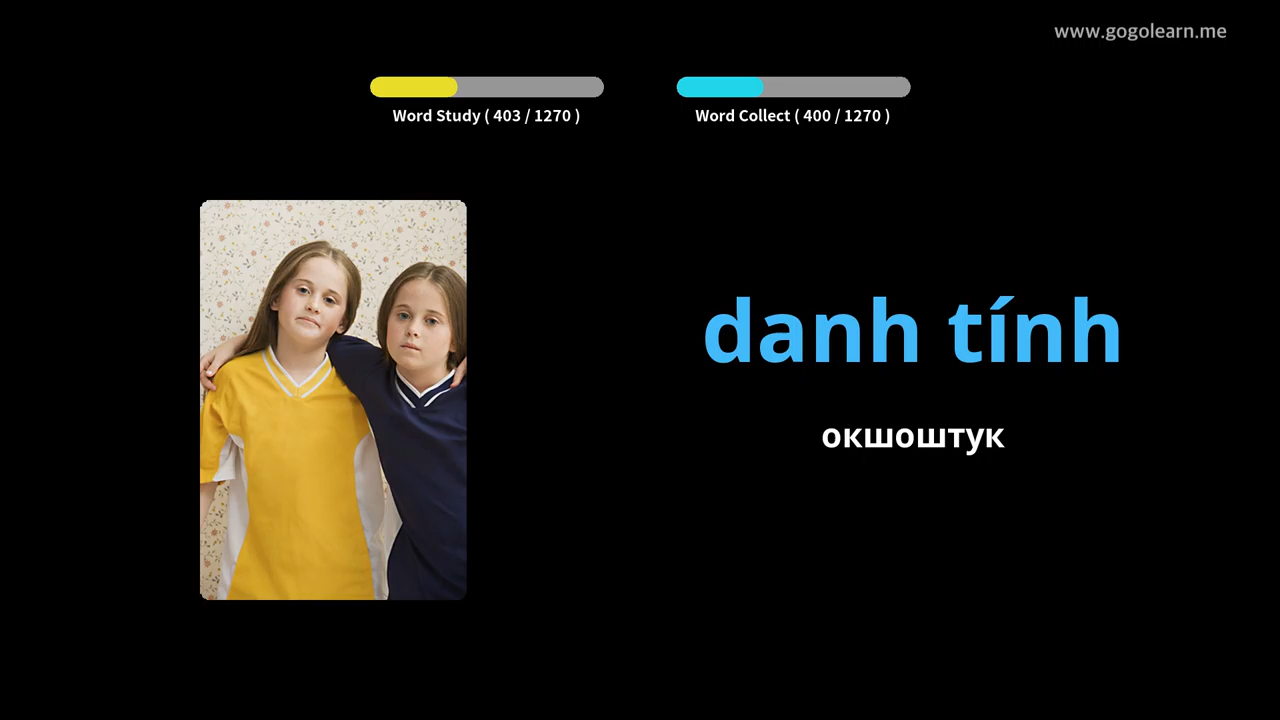 www.gogolearn.me
Word Study ( 403 / 1270 )
Word Collect ( 400 / 1270 )
danh tính
окшоштук